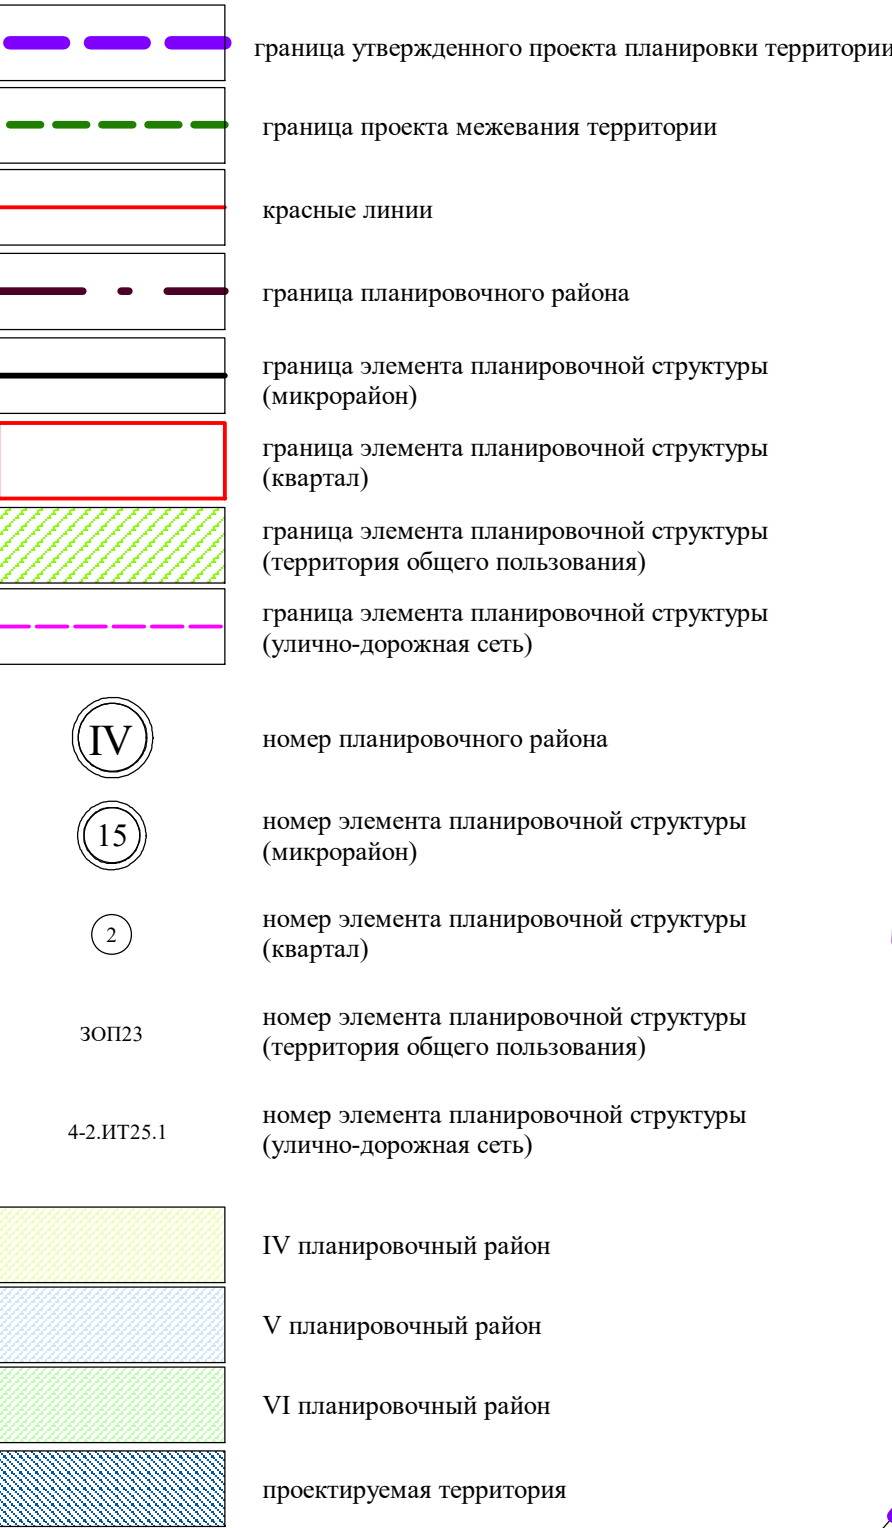 граница утвержденного проекта планировки территории
граница проекта межевания территории
красные линии
граница планировочного района
граница элемента планировочной структуры
(микрорайон)
граница элемента планировочной структуры
(квартал)
граница элемента планировочной структуры
(территория общего пользования)
граница элемента планировочной структуры
(улично-дорожная сеть)
IV
номер планировочного района
15
номер элемента планировочной структуры
(микрорайон)
2
номер элемента планировочной структуры
(квартал)
ЗОП23
номер элемента планировочной структуры
(территория общего пользования)
4-2.ИТ25.1
номер элемента планировочной структуры
(улично-дорожная сеть)
IV планировочный район
V планировочный район
VI планировочный район
проектируемая территория